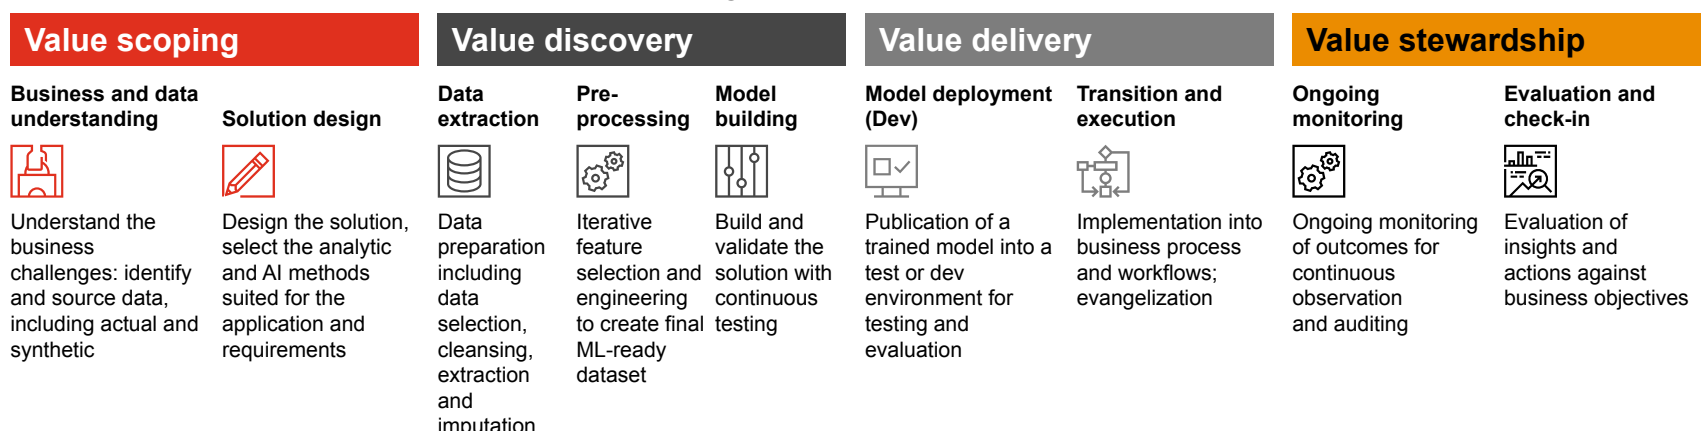 Value scoping
Business and data
understanding
Understand the
business
challenges: identify
and source data,
including actual and
synthetic
Solution design
Design the solution,
select the analytic
and AI methods
suited for the
application and
requirements
Value discovery
Data
extraction
Data
preparation
including
data
selection,
cleansing,
extraction
and
imputation
Pre-
processing
Iterative
feature
selection and
engineering
to create final
ML-ready
dataset
Model
building
Build and
validate the
solution with
continuous
testing
Value delivery
Model deployment
(Dev)
Publication of a
trained model into a
test or dev
environment for
testing and
evaluation
Transition and
execution
Implementation into
business process
and workflows;
evangelization
Value stewardship
Ongoing
monitoring
Ongoing monitoring
of outcomes for
continuous
observation
and auditing
Evaluation and
check-in
Evaluation of
insights and
actions against
business objectives